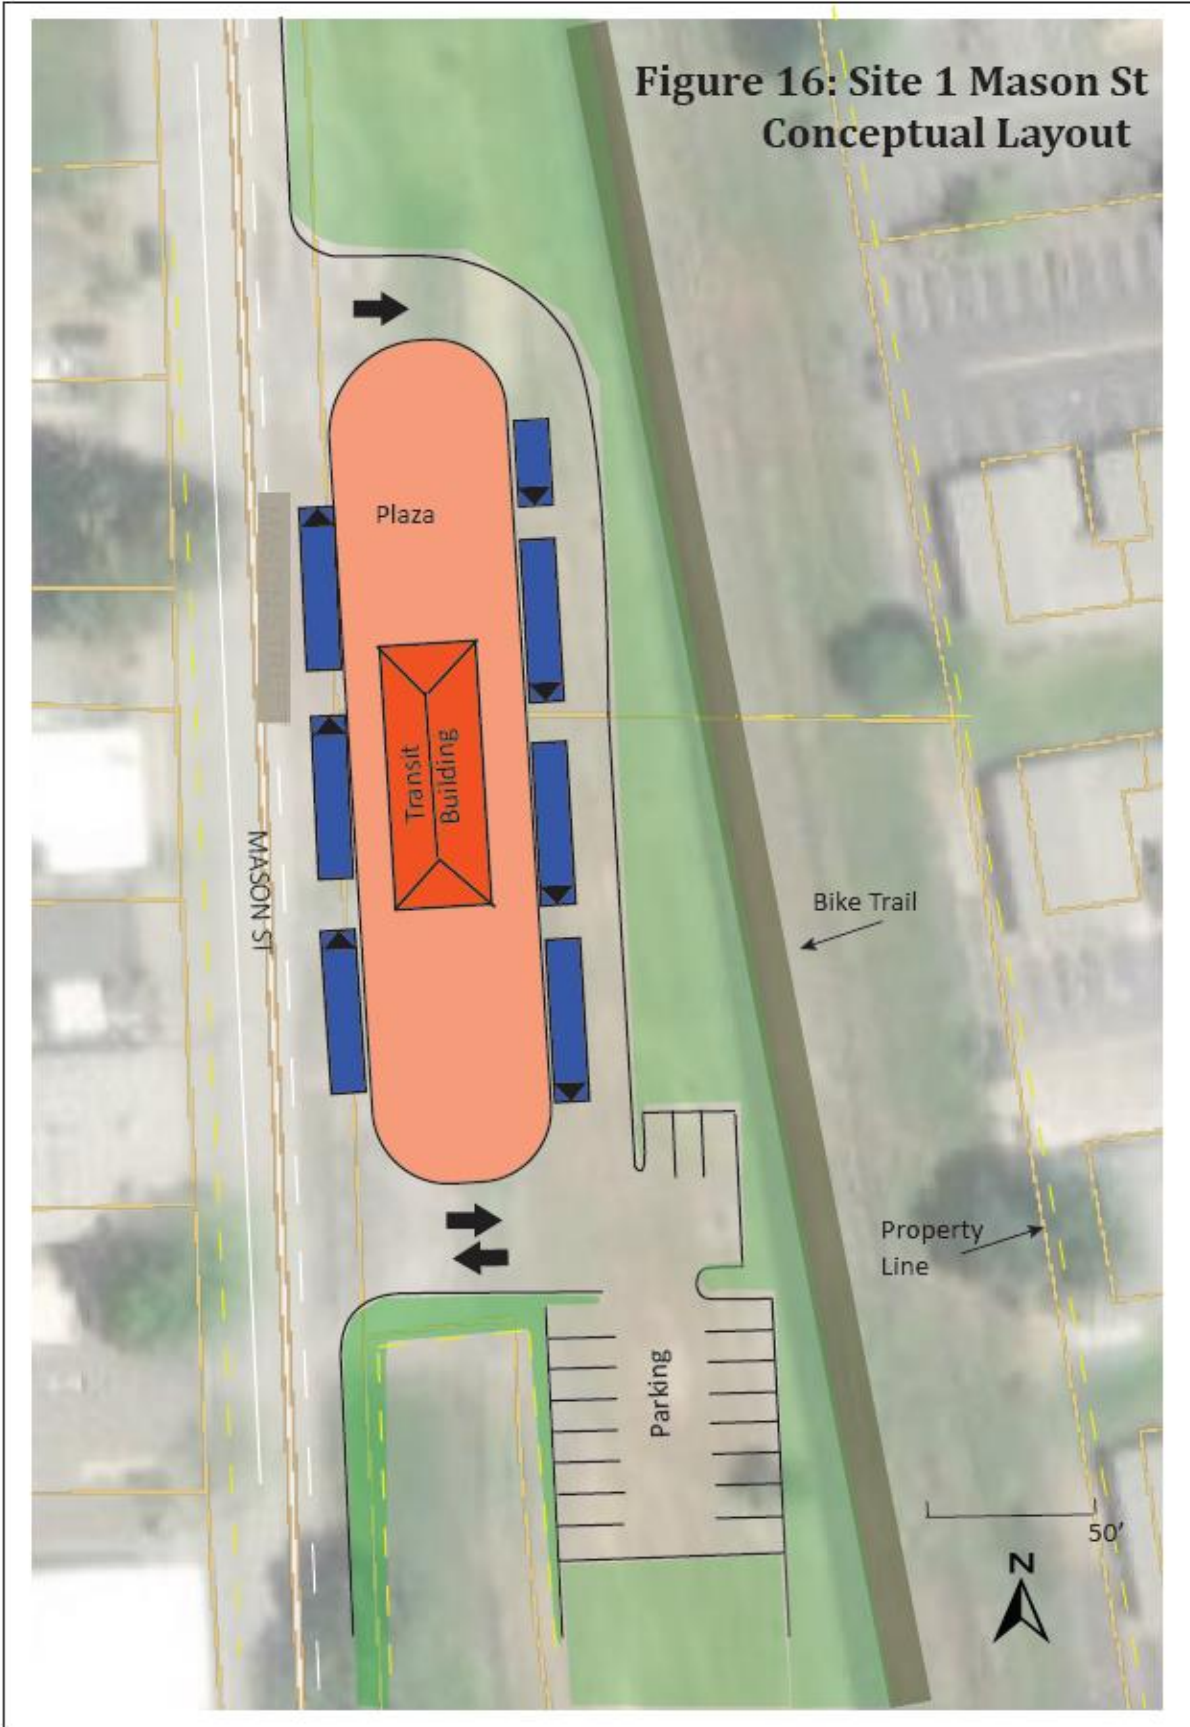 Figure 16: Site 1 Mason St
Conceptual Layout
Plaza
Transit
Building
MASON ST
Bike Trail
Property
Line
Parking
50'
N